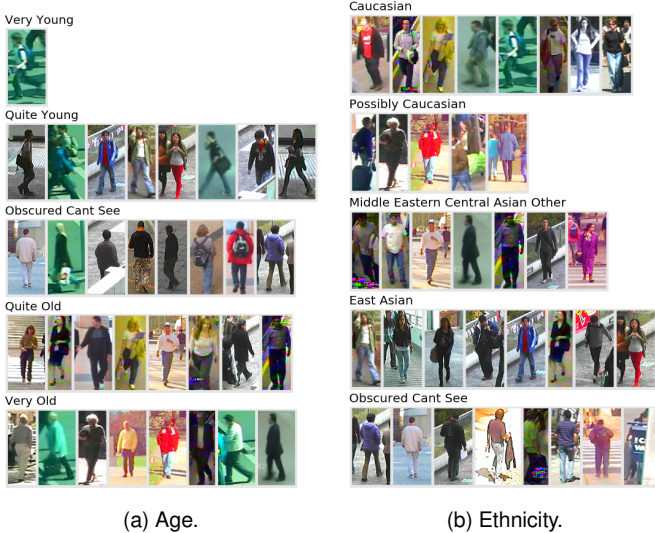 Very Young
Quite Young
Obscured Cant See
Quite Old
Very Old
(a) Age.
Caucasian
Possibly Caucasian
Middle Eastern Central Asian Other
East Asian
Obscured Cant See
(b) Ethnicity.